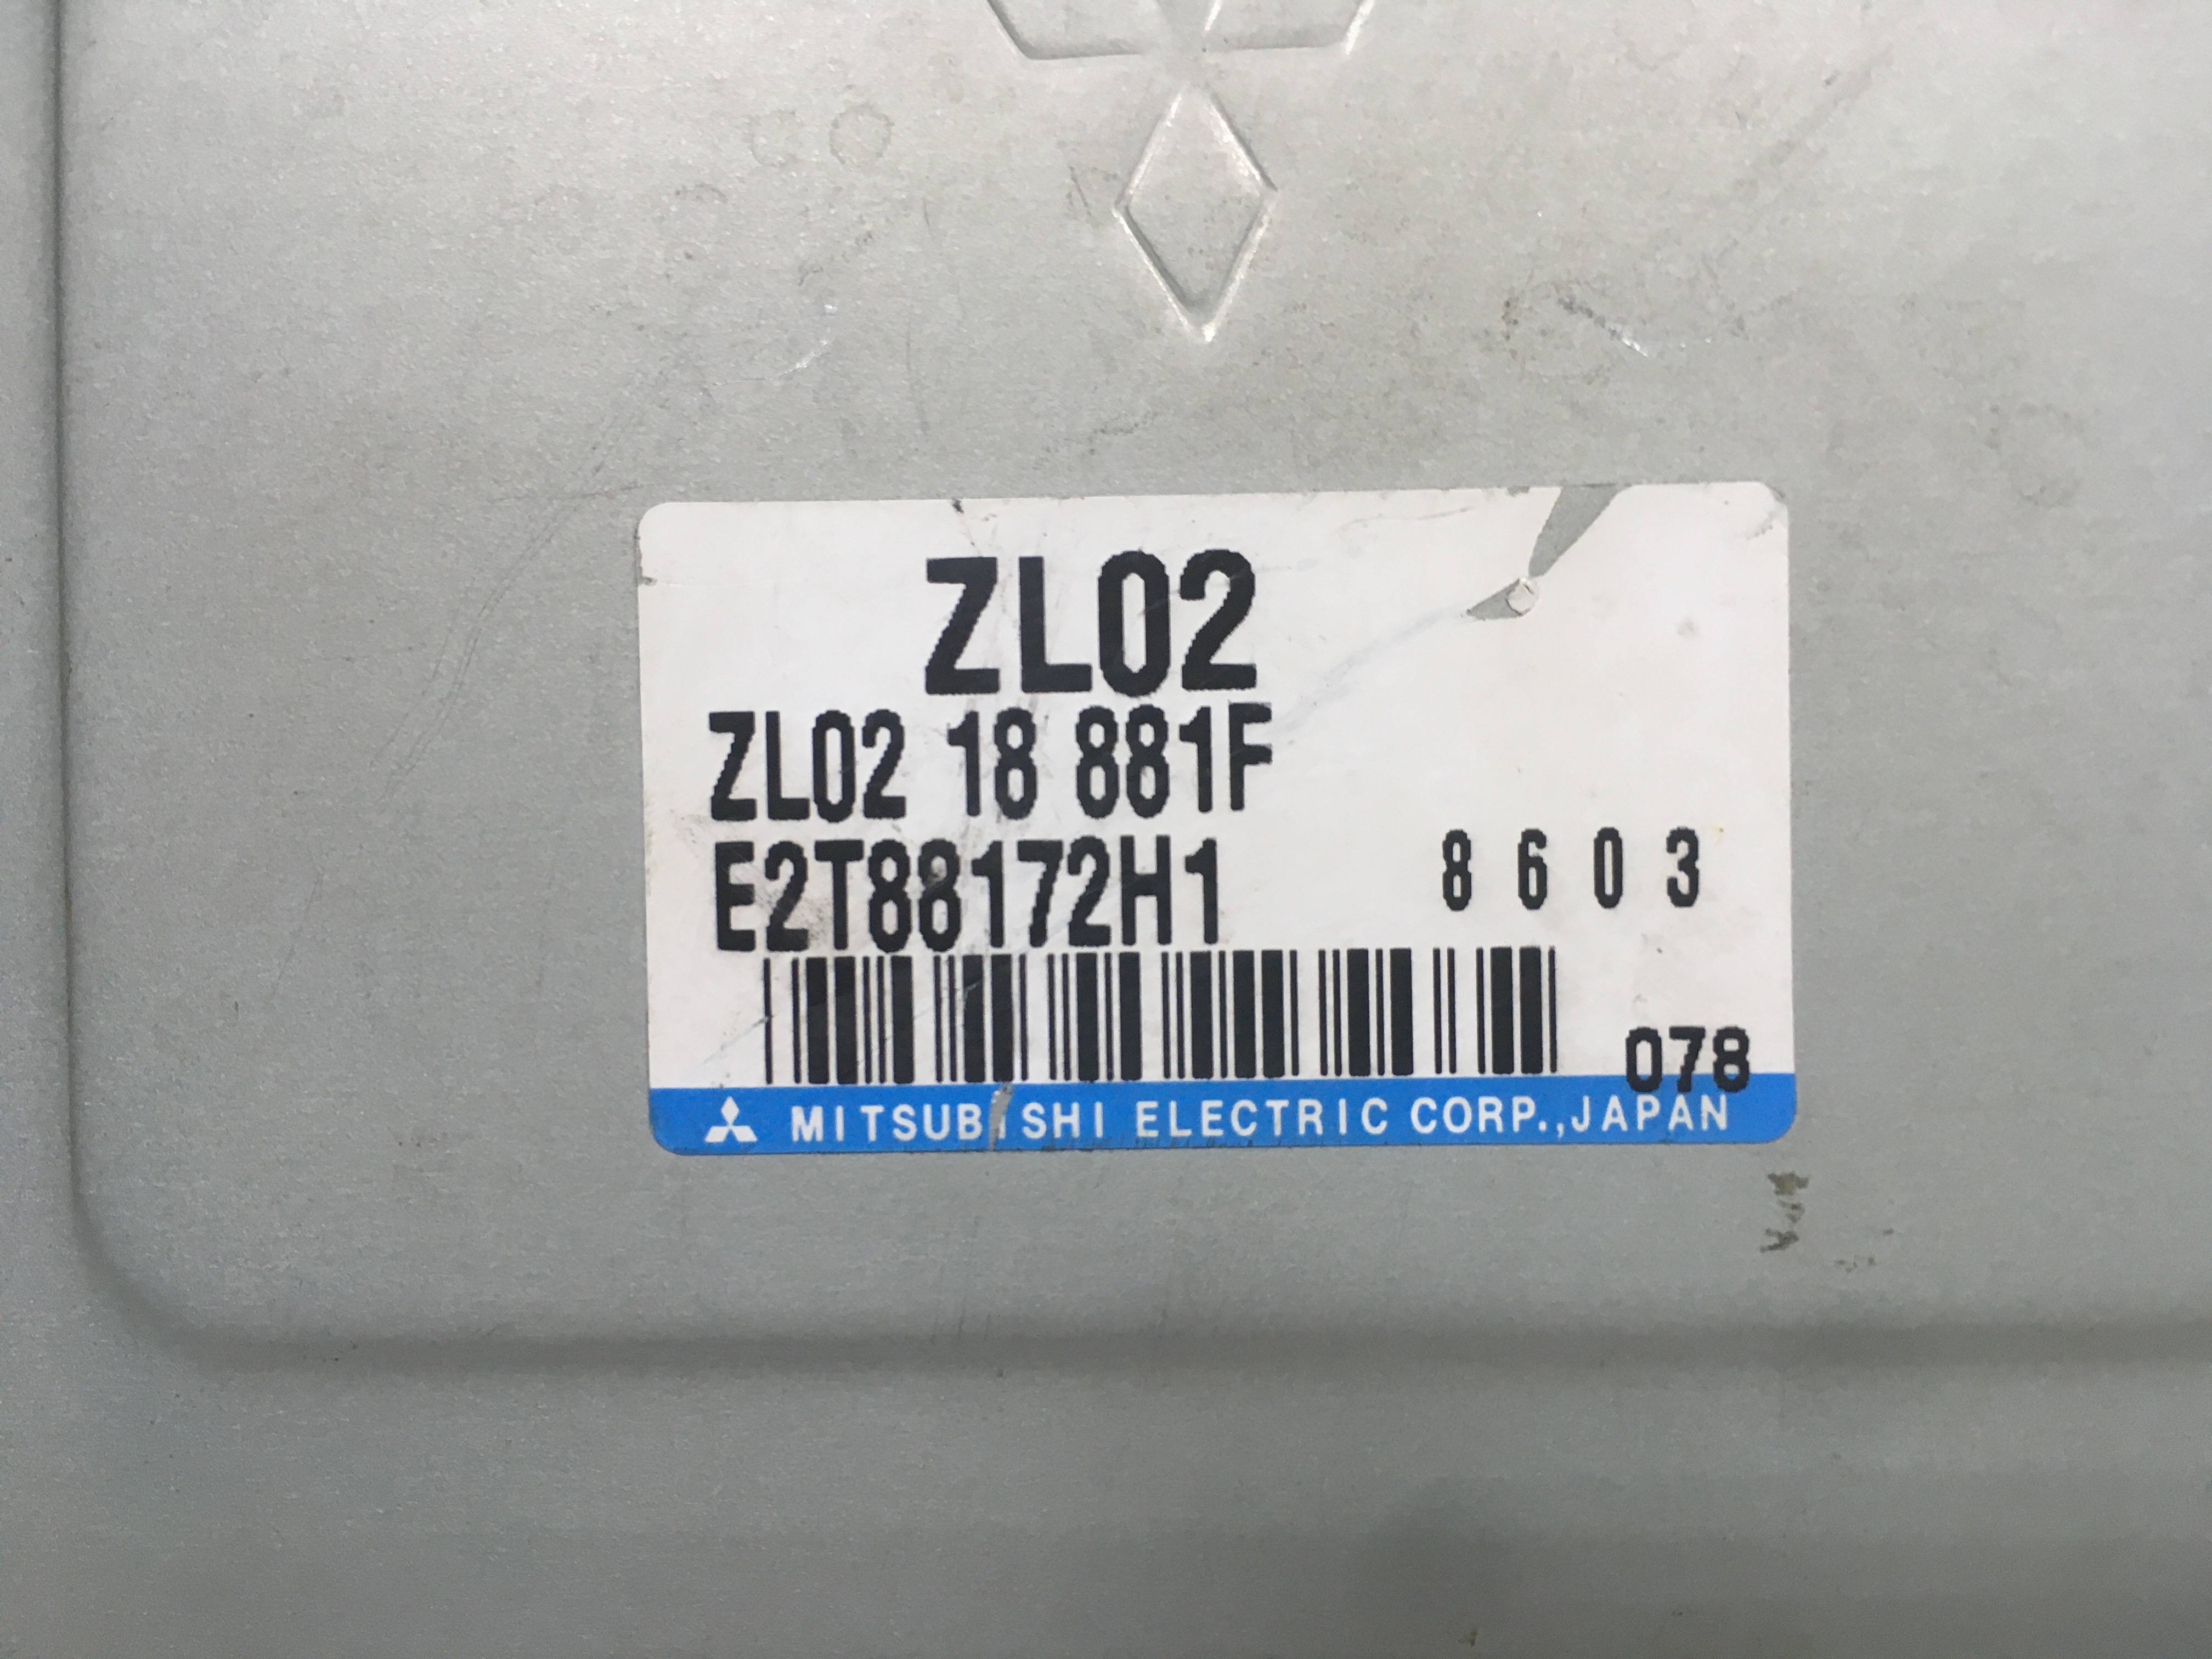 ZL02
ZL02 18 881F
E2T88172H1 8603
078
MITSUBISHI ELECTRIC CORP.,JAPAN